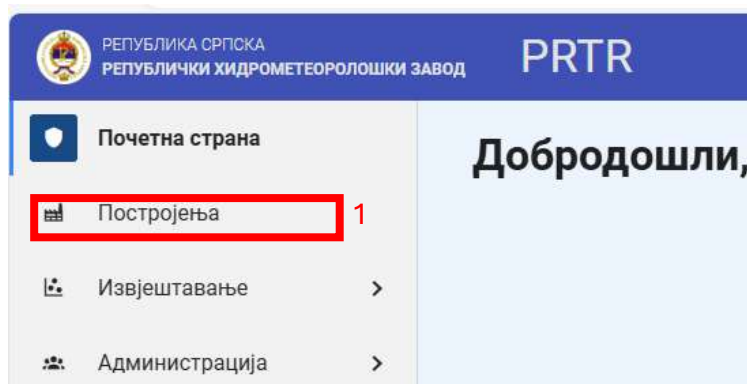 РЕПУБЛИКА СРПСКА
РЕПУБЛИЧКИ ХИДРОМЕТЕОРОЛОШКИ ЗАВОД
PRTR
Почетна страна
Добродошли,
Постројења
1
Извјештавање
Администрација